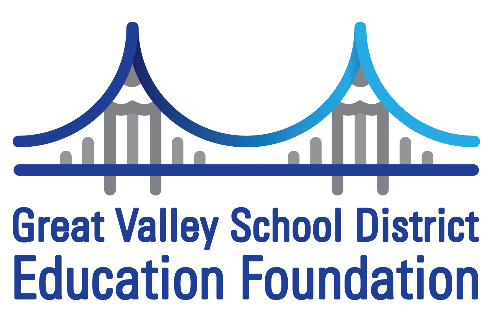 Great Valley School District
Education Foundation